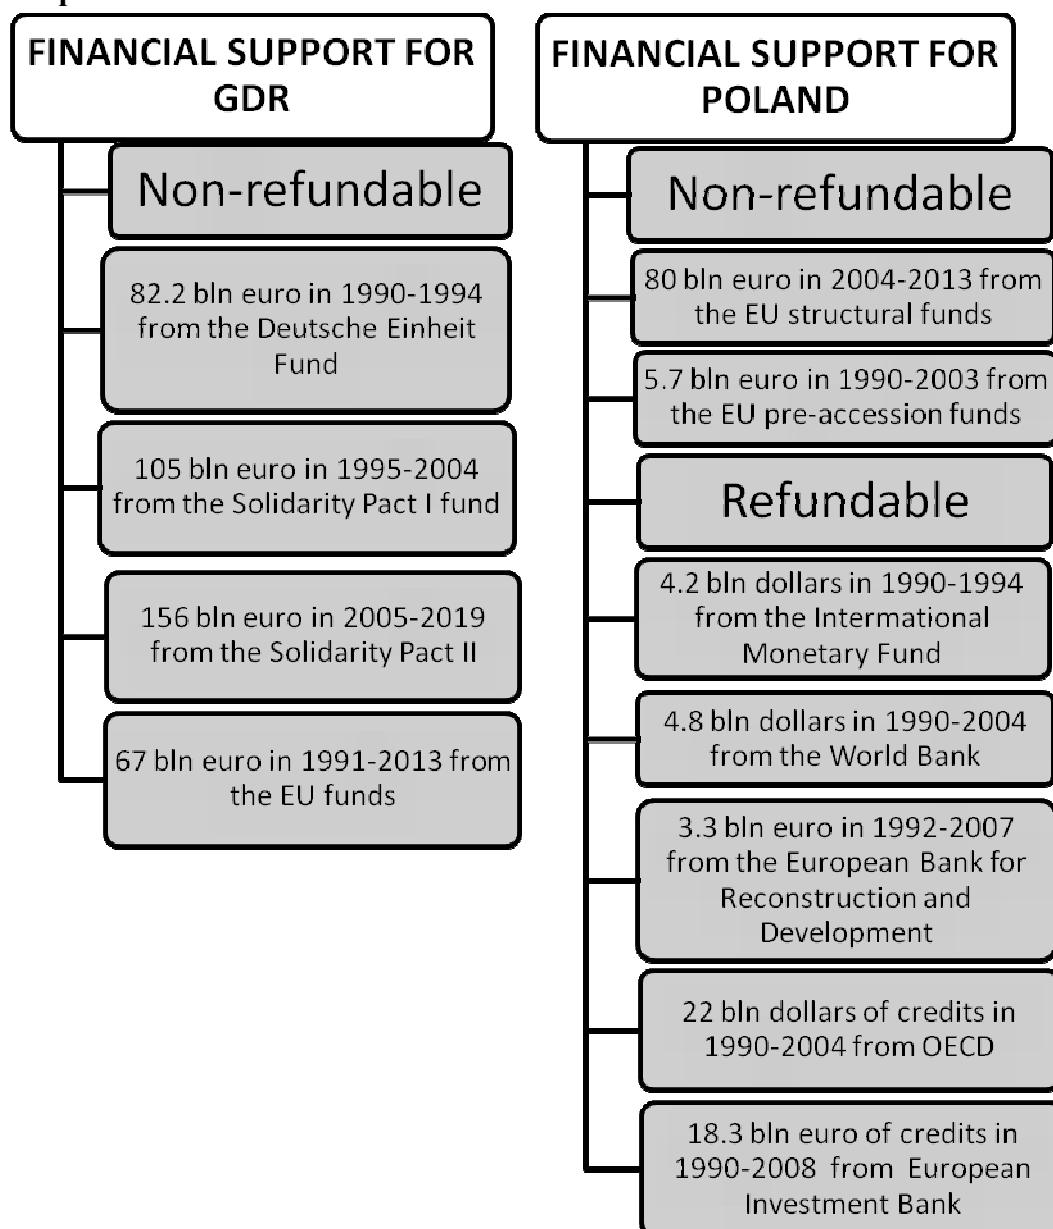 FINANCIAL SUPPORT FOR
GDR
Non-refundable
82.2 bln euro in 1990-1994
from the Deutsche Einheit
Fund
105 bln euro in 1995-2004
from the Solidarity Pact I fund
156 bln euro in 2005-2019
from the Solidarity Pact II
67 bln euro in 1991-2013 from
the EU funds
FINANCIAL SUPPORT FOR
POLAND
Non-refundable
80 bln euro in 2004-2013 from
the EU structural funds
5.7 bln euro in 1990-2003 from
the EU pre-accession funds
Refundable
4.2 bln dollars in 1990-1994
from the International
Monetary Fund
4.8 bln dollars in 1990-2004
from the World Bank
3.3 bln euro in 1992-2007
from the European Bank for
Reconstruction and
Development
22 bln dollars of credits in
1990-2004 from OECD
18.3 bln euro of credits in
1990-2008 from European
Investment Bank